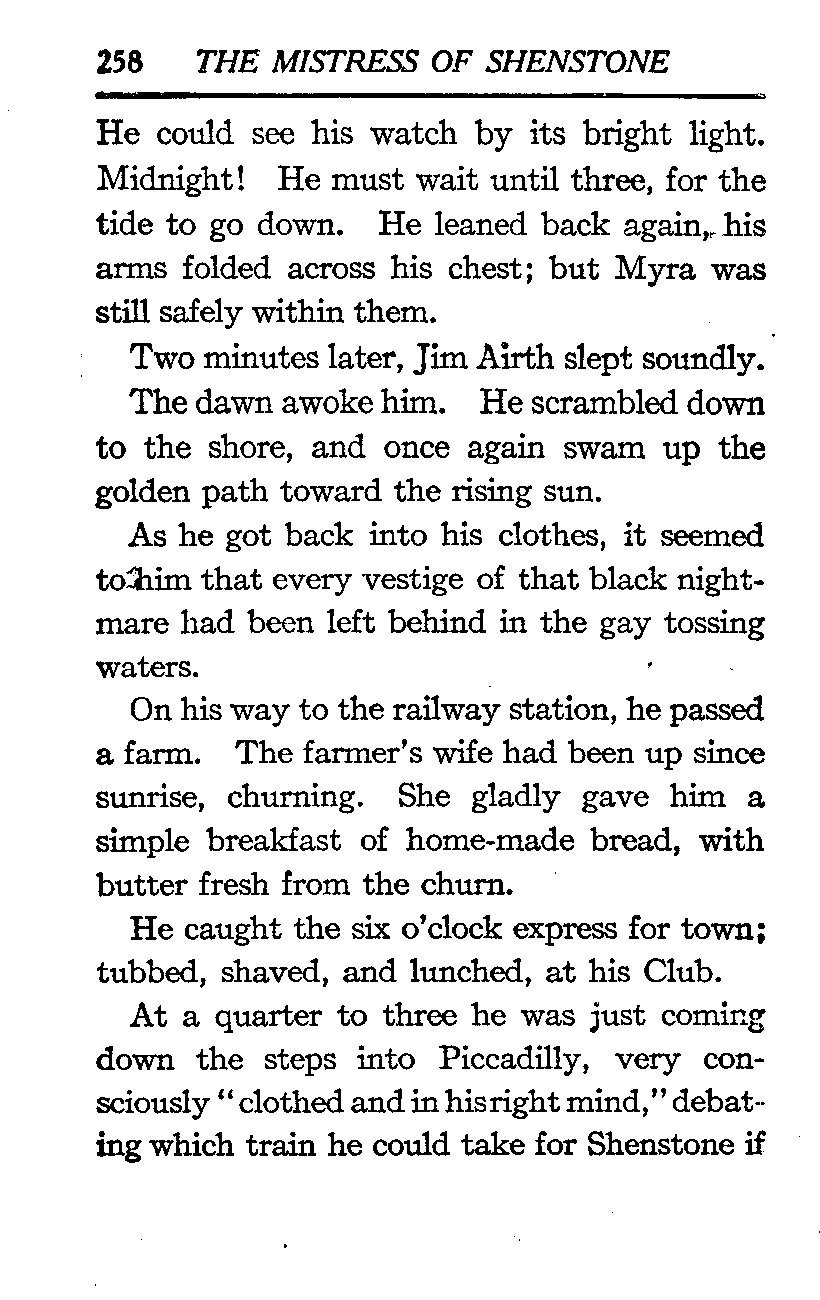 258 THE MISTRESS OF SHENSTONE
He could see his watch by its bright light.
Midnight! He must wait until three, for the
tide to go down. He leaned back again, his
arms folded across his chest; but Myra was
still safely within them.
Two minutes later, Jim Airth slept soundly.
The dawn awoke him. He scrambled down
to the shore, and once again swam up the
golden path toward the rising sun.
As he got back into his clothes, it seemed
to him that every vestige of that black night-
mare had been left behind in the gay tossing
waters.
On his way to the railway station, he passed
a farm. The farmer's wife had been up since
sunrise, churning. She gladly gave him a
simple breakfast of home-made bread, with
butter fresh from the churn.
He caught the six o'clock express for town;
tubbed, shaved, and lunched, at his Club.
At a quarter to three he was just coming
down the steps into Piccadilly, very con-
sciously "clothed and in his right mind," debat-
ing which train he could take for Shenstone if